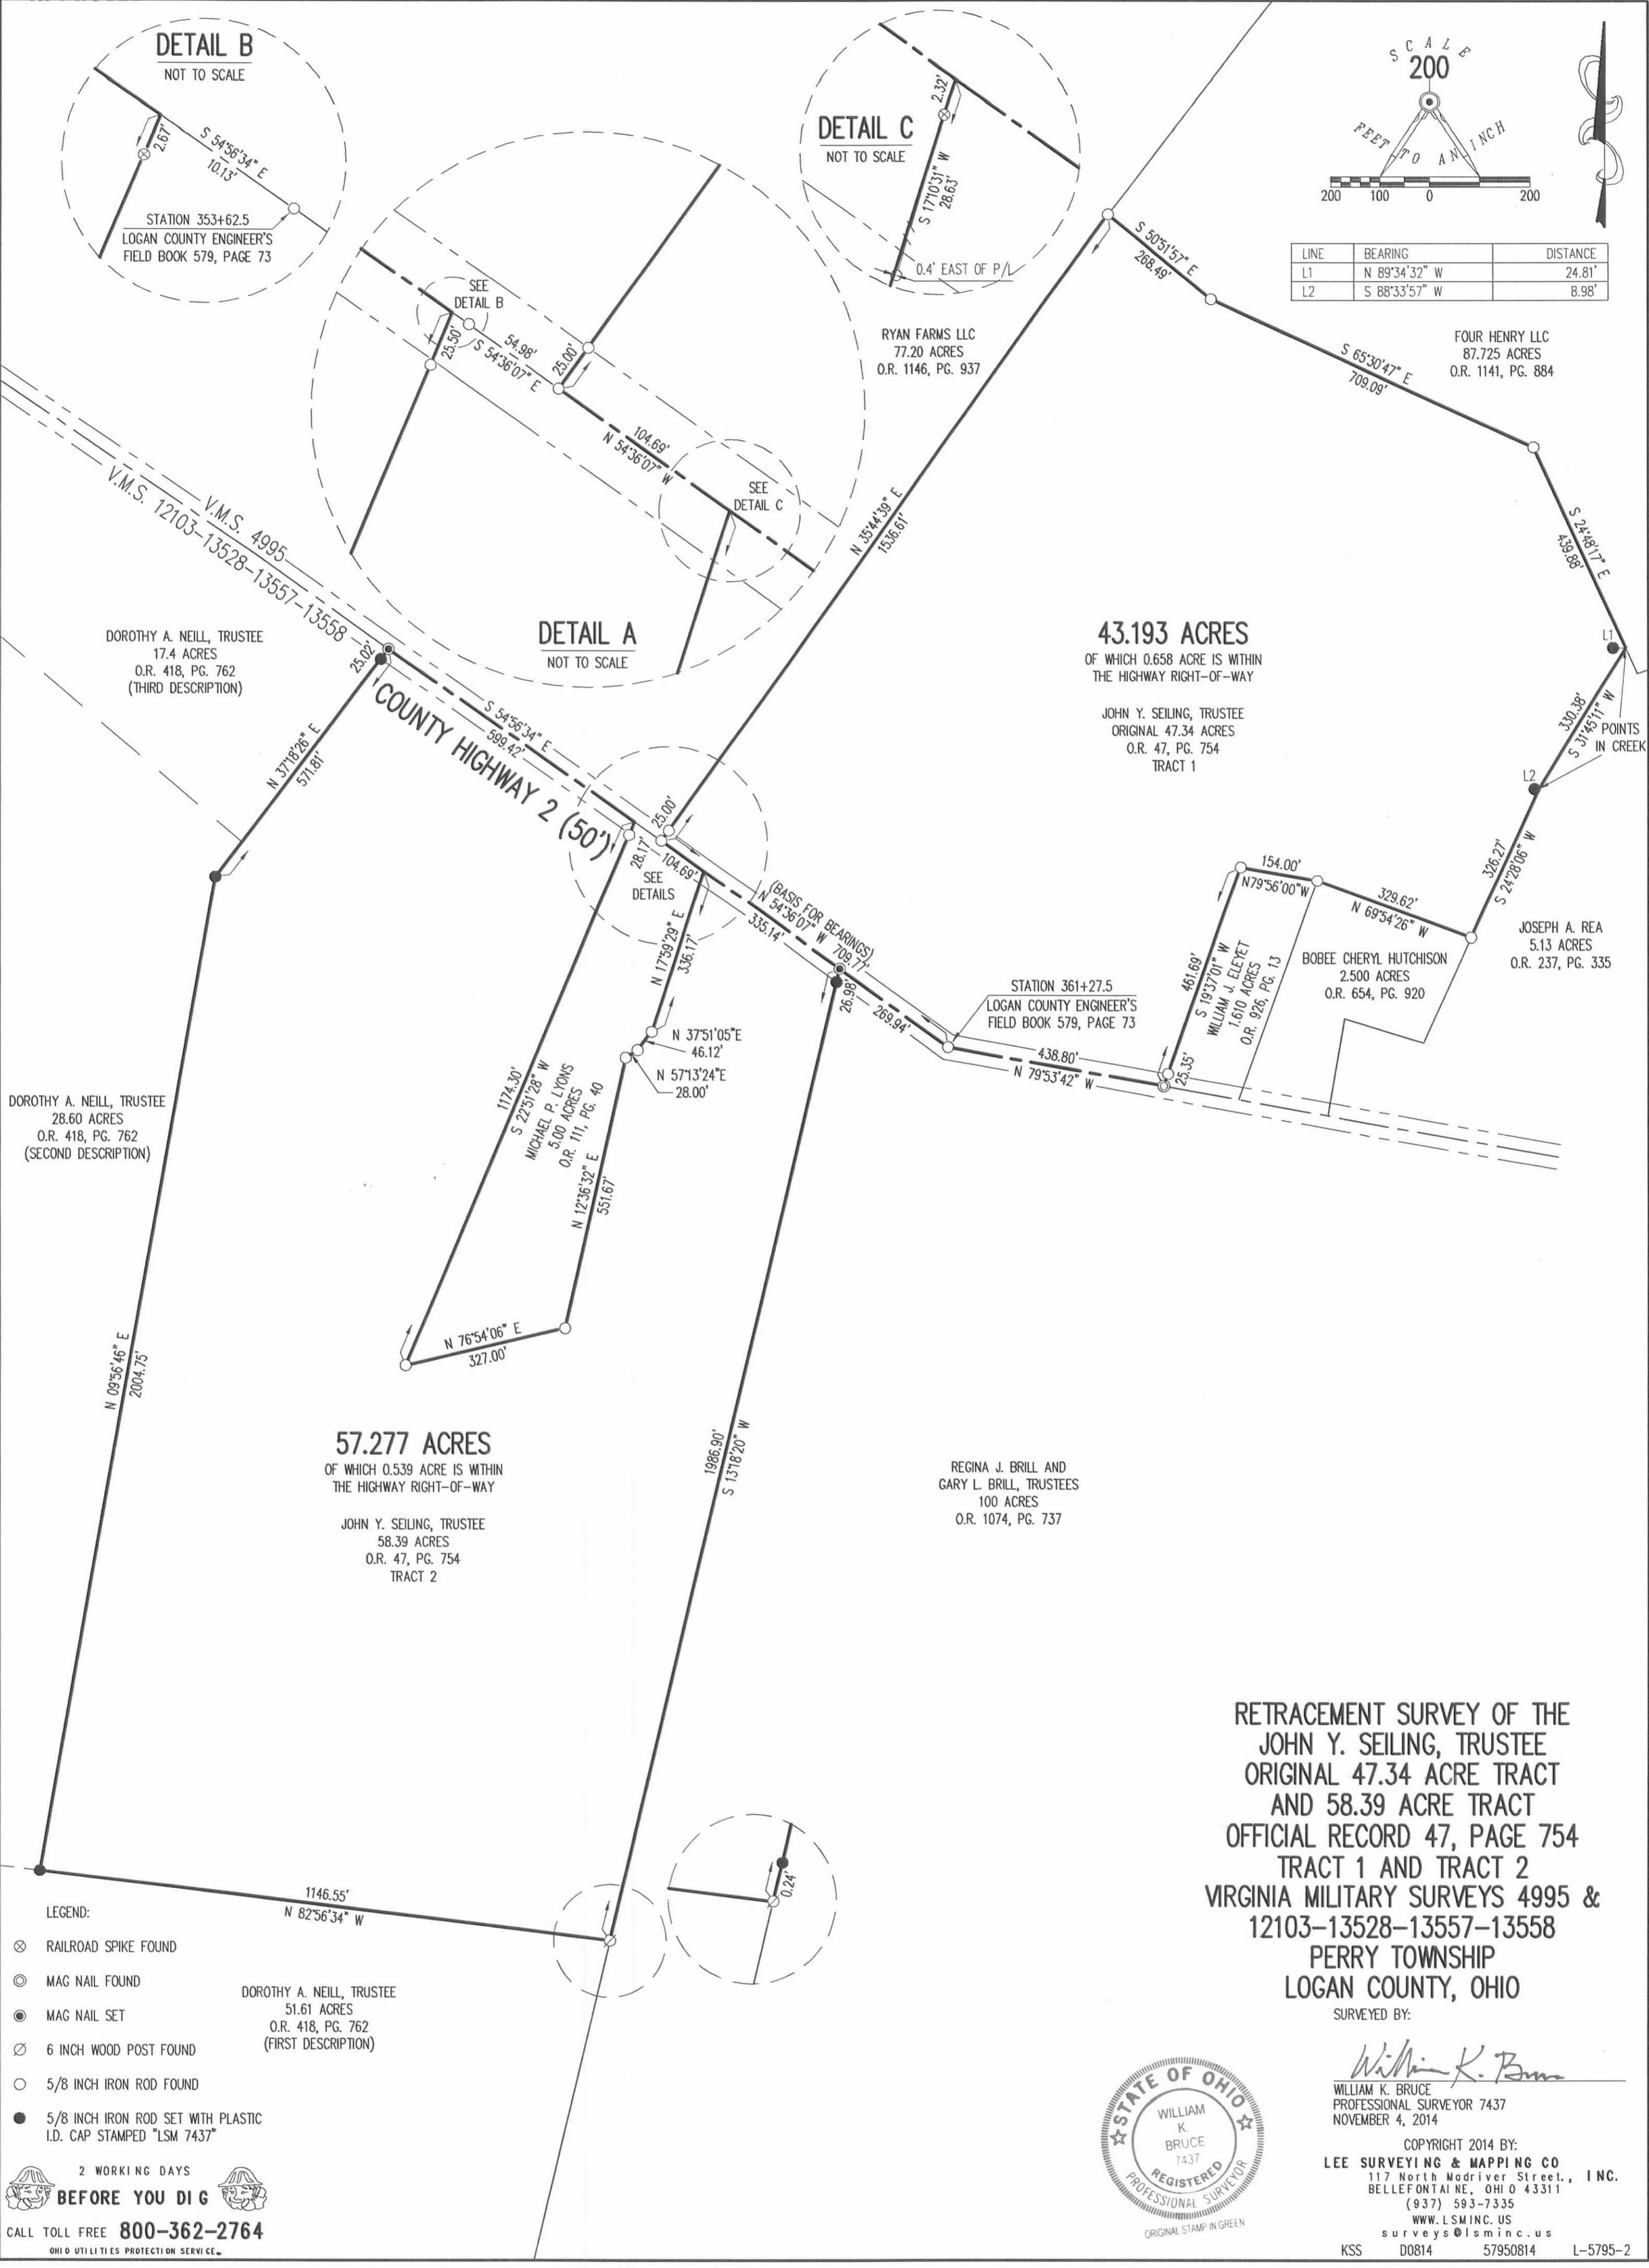 DETAIL B
NOT TO SCALE
2.67'
S 54°56'34" E
10.13'
STATION 353+62.5
LOGAN COUNTY ENGINEER'S
FIELD BOOK 579, PAGE 73
DETAIL C
NOT TO SCALE
2.32'
S 17°10'31" W
28.63'
0.4' EAST OF P/L
SCALE
200
FEET TO AN INCH
200 100 0 200
LINE BEARING DISTANCE
L1 N 89°34'32" W 24.81'
L2 S 88°33'57" W 8.98'
SEE
DETAIL B
25.50'
54.98'
S 54°36'07" E
25.00'
104.69'
N 54°36'07" W
SEE
DETAIL C
DETAIL A
NOT TO SCALE
RYAN FARMS LLC
77.20 ACRES
O.R. 1146, PG. 937
S 50°51'57" E
268.49'
FOUR HENRY LLC
87.725 ACRES
O.R. 1141, PG. 884
S 65°30'47" E
709.09'
S 24°48'17" E
439.88'
N 35°44'39" E
1536.61'
V.M.S. 4995
V.M.S. 12103-13528-13557-13558
DOROTHY A. NEILL, TRUSTEE
17.4 ACRES
O.R. 418, PG. 762
(THIRD DESCRIPTION)
25.02'
43.193 ACRES
OF WHICH 0.658 ACRE IS WITHIN
THE HIGHWAY RIGHT-OF-WAY
JOHN Y. SEILING, TRUSTEE
ORIGINAL 47.34 ACRES
O.R. 47, PG. 754
TRACT 1
L1
330.38'
S 31°45'11" W
POINTS
IN CREEK
L2
N 37°18'26" E
571.81'
S 54°56'34" E
599.42'
COUNTY HIGHWAY 2 (50')
25.00'
28.17'
104.69'
SEE
DETAILS
(BASIS FOR BEARINGS)
N 54°36'07" W 709.77'
335.14'
N 17°59'29" E
336.17'
26.98'
269.94'
STATION 361+27.5
LOGAN COUNTY ENGINEER'S
FIELD BOOK 579, PAGE 73
438.80'
N 79°53'42" W
25.35'
461.69'
S 19°37'01" W
WILLIAM J. ELEYET
1.610 ACRES
O.R. 926, PG. 13
154.00'
N79°56'00"W
329.62'
N 69°54'26" W
326.27'
S 24°28'06" W
BOBEE CHERYL HUTCHISON
2.500 ACRES
O.R. 654, PG. 920
JOSEPH A. REA
5.13 ACRES
O.R. 237, PG. 335
N 37°51'05"E
46.12'
N 57°13'24"E
28.00'
1174.30'
S 22°51'28" W
MICHAEL P. LYONS
5.00 ACRES
O.R. 111, PG. 40
N 12°36'32" E
551.67'
DOROTHY A. NEILL, TRUSTEE
28.60 ACRES
O.R. 418, PG. 762
(SECOND DESCRIPTION)
N 76°54'06" E
327.00'
N 09°56'46" E
2004.75'
1986.90'
S 13°18'20" W
57.277 ACRES
OF WHICH 0.539 ACRE IS WITHIN
THE HIGHWAY RIGHT-OF-WAY
JOHN Y. SEILING, TRUSTEE
58.39 ACRES
O.R. 47, PG. 754
TRACT 2
REGINA J. BRILL AND
GARY L. BRILL, TRUSTEES
100 ACRES
O.R. 1074, PG. 737
0.24'
1146.55'
N 82°56'34" W
LEGEND:
RAILROAD SPIKE FOUND
MAG NAIL FOUND
MAG NAIL SET
6 INCH WOOD POST FOUND
5/8 INCH IRON ROD FOUND
5/8 INCH IRON ROD SET WITH PLASTIC
I.D. CAP STAMPED "LSM 7437"
DOROTHY A. NEILL, TRUSTEE
51.61 ACRES
O.R. 418, PG. 762
(FIRST DESCRIPTION)
2 WORKING DAYS
BEFORE YOU DIG
CALL TOLL FREE 800-362-2764
OHIO UTILITIES PROTECTION SERVICE.
RETRACEMENT SURVEY OF THE
JOHN Y. SEILING, TRUSTEE
ORIGINAL 47.34 ACRE TRACT
AND 58.39 ACRE TRACT
OFFICIAL RECORD 47, PAGE 754
TRACT 1 AND TRACT 2
VIRGINIA MILITARY SURVEYS 4995 &
12103-13528-13557-13558
PERRY TOWNSHIP
LOGAN COUNTY, OHIO
SURVEYED BY:
William K. Bruce
WILLIAM K. BRUCE
PROFESSIONAL SURVEYOR 7437
NOVEMBER 4, 2014
STATE OF OHIO
WILLIAM
K.
BRUCE
7437
REGISTERED
PROFESSIONAL SURVEYOR
ORIGINAL STAMP IN GREEN
COPYRIGHT 2014 BY:
LEE SURVEYING & MAPPING CO., INC.
117 North Madriver Street
BELLEFONTAINE, OHIO 43311
(937) 593-7335
WWW.LSMINC.US
surveys@lsminc.us
KSS D0814 57950814 L-5795-2